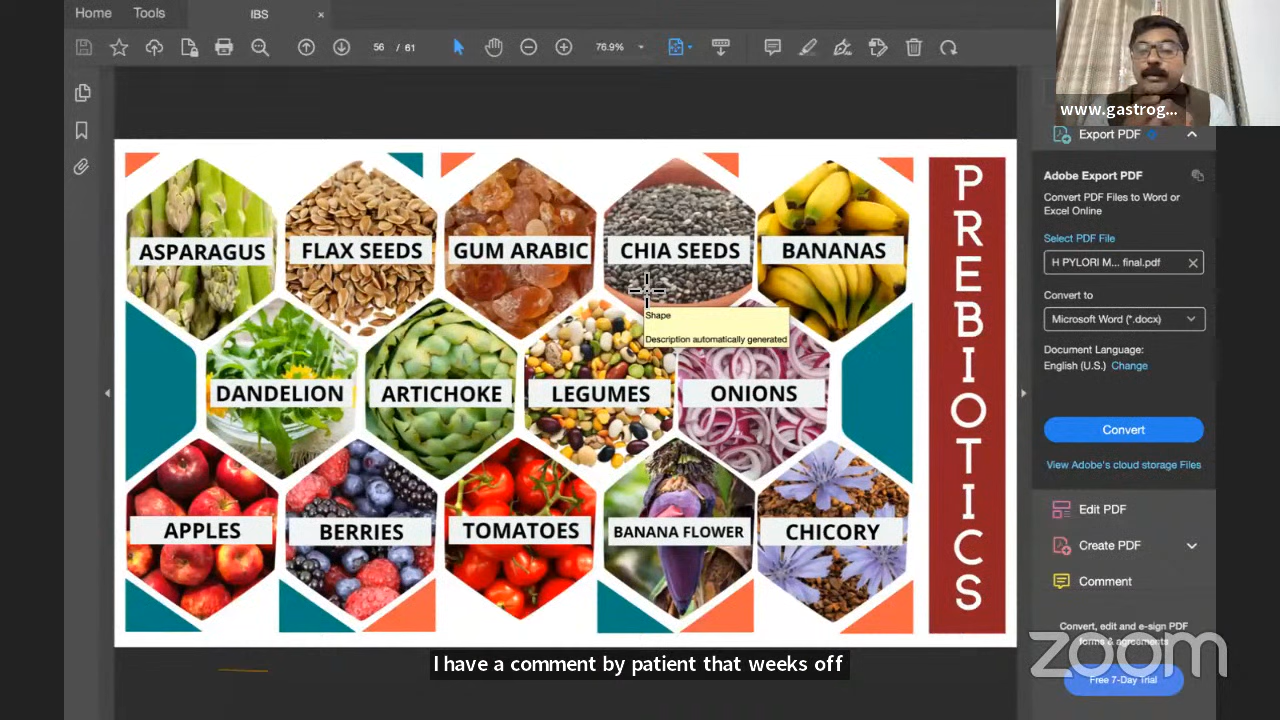 Home Tools IBS ×
56 / 61 76.9%
www.gastrog...
Export PDF
Adobe Export PDF
Convert PDF Files to Word or
Excel Online
Select PDF File
H PYLORI M... final.pdf
Convert to
Microsoft Word (*.docx)
Document Language:
English (U.S.) Change
Convert
View Adobe's cloud storage Files
Edit PDF
Create PDF
Comment
Convert, edit and e-sign PDF
forms & agreements
Free 7-Day Trial
zoom
ASPARAGUS
FLAX SEEDS
GUM ARABIC
CHIA SEEDS
BANANAS
Shape
Description automatically generated
DANDELION
ARTICHOKE
LEGUMES
ONIONS
APPLES
BERRIES
TOMATOES
BANANA FLOWER
CHICORY
PREBIOTICS
I have a comment by patient that weeks off